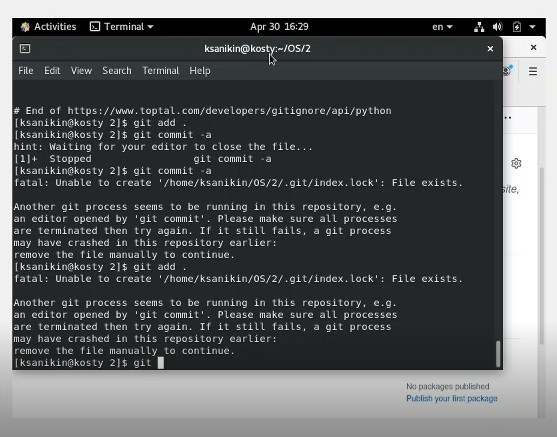 Activities
Terminal
Apr 30 16:29
en
ksanikin@kosty:~/OS/2
File Edit View Search Terminal Help
# End of https://www.toptal.com/developers/gitignore/api/python
[ksanikin@kosty 2]$ git add .
[ksanikin@kosty 2]$ git commit -a
hint: Waiting for your editor to close the file...
[1]+  Stopped                 git commit -a
[ksanikin@kosty 2]$ git commit -a
fatal: Unable to create '/home/ksanikin/OS/2/.git/index.lock': File exists.
Another git process seems to be running in this repository, e.g.
an editor opened by 'git commit'. Please make sure all processes
are terminated then try again. If it still fails, a git process
may have crashed in this repository earlier:
remove the file manually to continue.
[ksanikin@kosty 2]$ git add .
fatal: Unable to create '/home/ksanikin/OS/2/.git/index.lock': File exists.
Another git process seems to be running in this repository, e.g.
an editor opened by 'git commit'. Please make sure all processes
are terminated then try again. If it still fails, a git process
may have crashed in this repository earlier:
remove the file manually to continue.
[ksanikin@kosty 2]$ git
site,
No packages published
Publish your first package